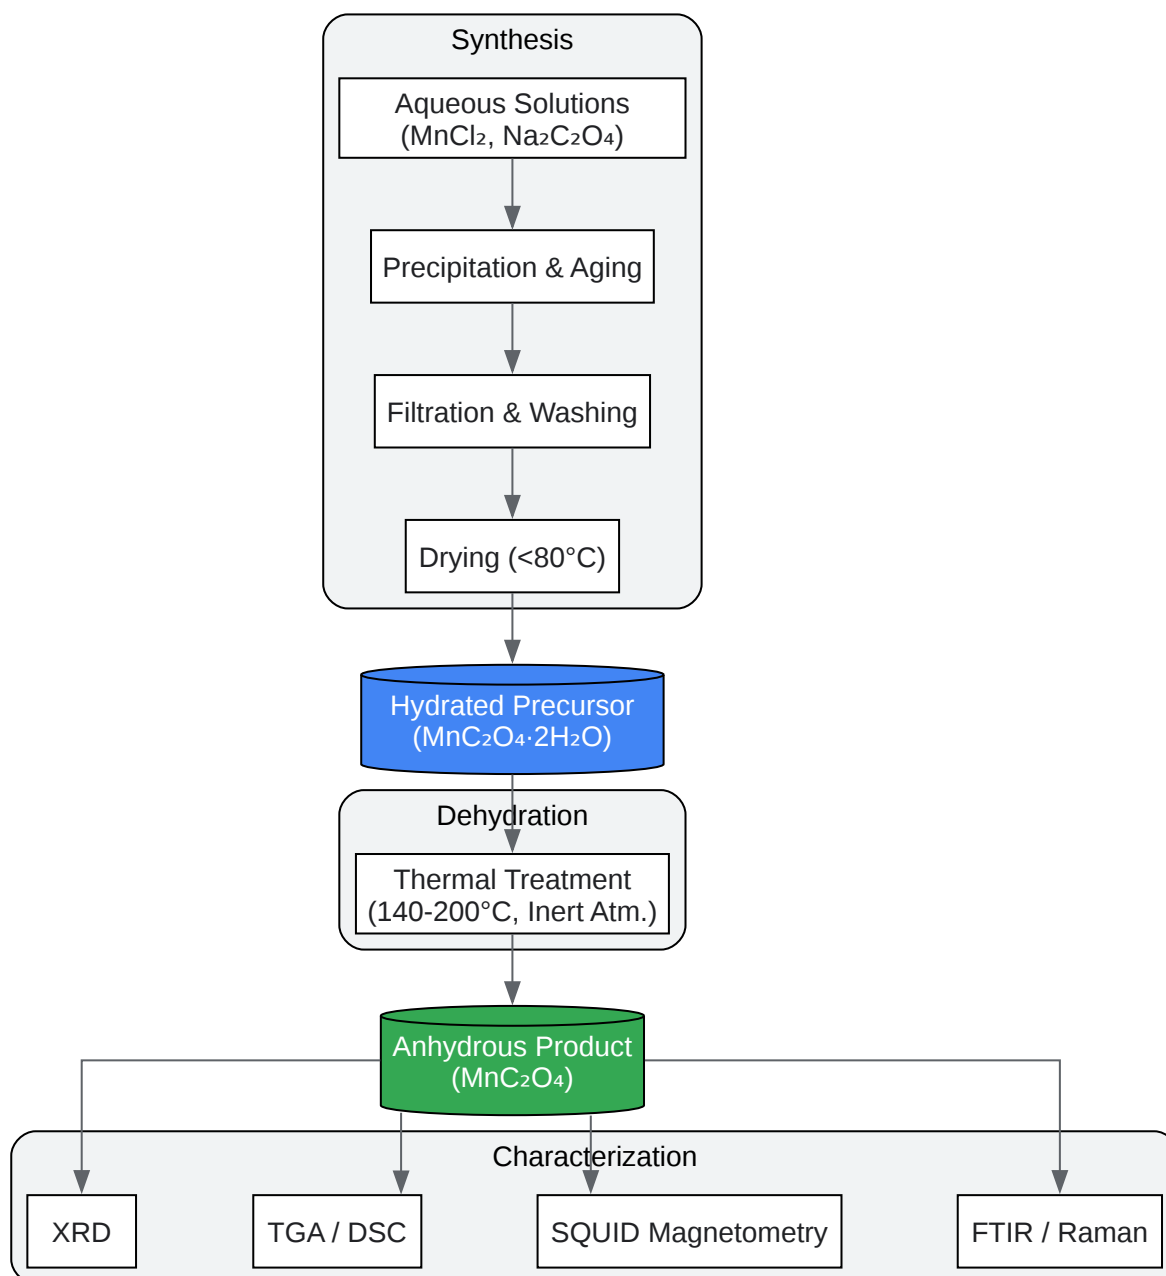 Synthesis
Aqueous Solutions
(MnCl₂, Na₂C₂O₄)
Precipitation & Aging
Filtration & Washing
Drying (<80°C)
Hydrated Precursor
(MnC₂O₄·2H₂O)
Dehydration
Thermal Treatment
(140-200°C, Inert Atm.)
Anhydrous Product
(MnC₂O₄)
Characterization
XRD
TGA / DSC
SQUID Magnetometry
FTIR / Raman